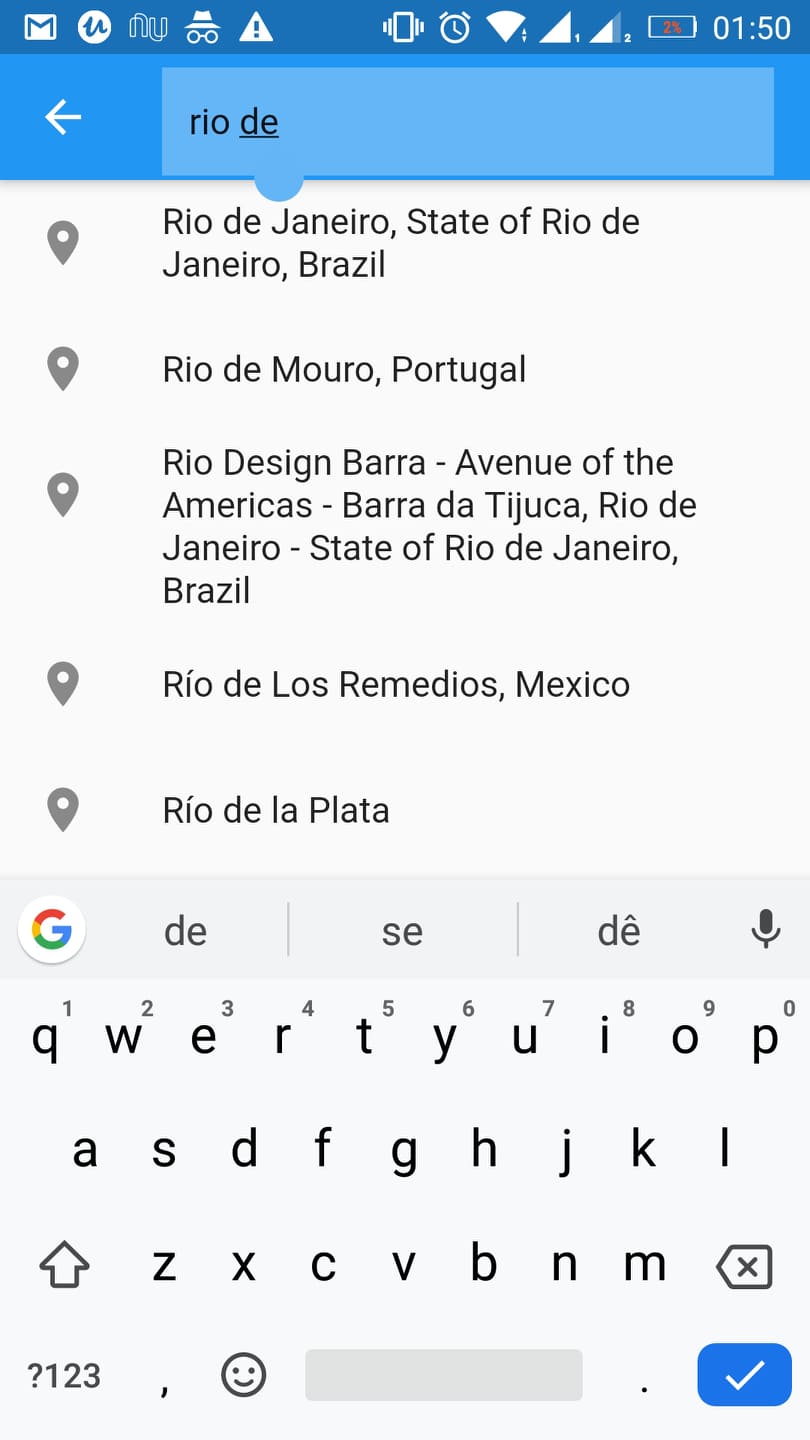 2% 01:50
rio de
Rio de Janeiro, State of Rio de
Janeiro, Brazil
Rio de Mouro, Portugal
Rio Design Barra - Avenue of the
Americas - Barra da Tijuca, Rio de
Janeiro - State of Rio de Janeiro,
Brazil
Río de Los Remedios, Mexico
Río de la Plata
de se dê
1 2 3 4 5 6 7 8 9 0
q w e r t y u i o p
a s d f g h j k l
z x c v b n m
?123 , .